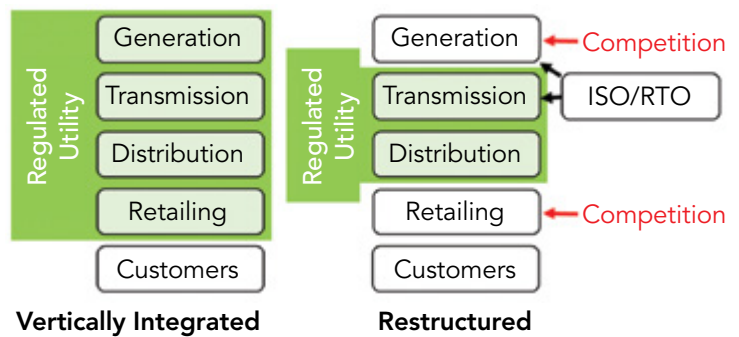 Regulated
Utility
Generation
Transmission
Distribution
Retailing
Customers
Vertically Integrated
Regulated
Utility
Generation
Transmission
Distribution
Retailing
Customers
Competition
ISO/RTO
Competition
Restructured